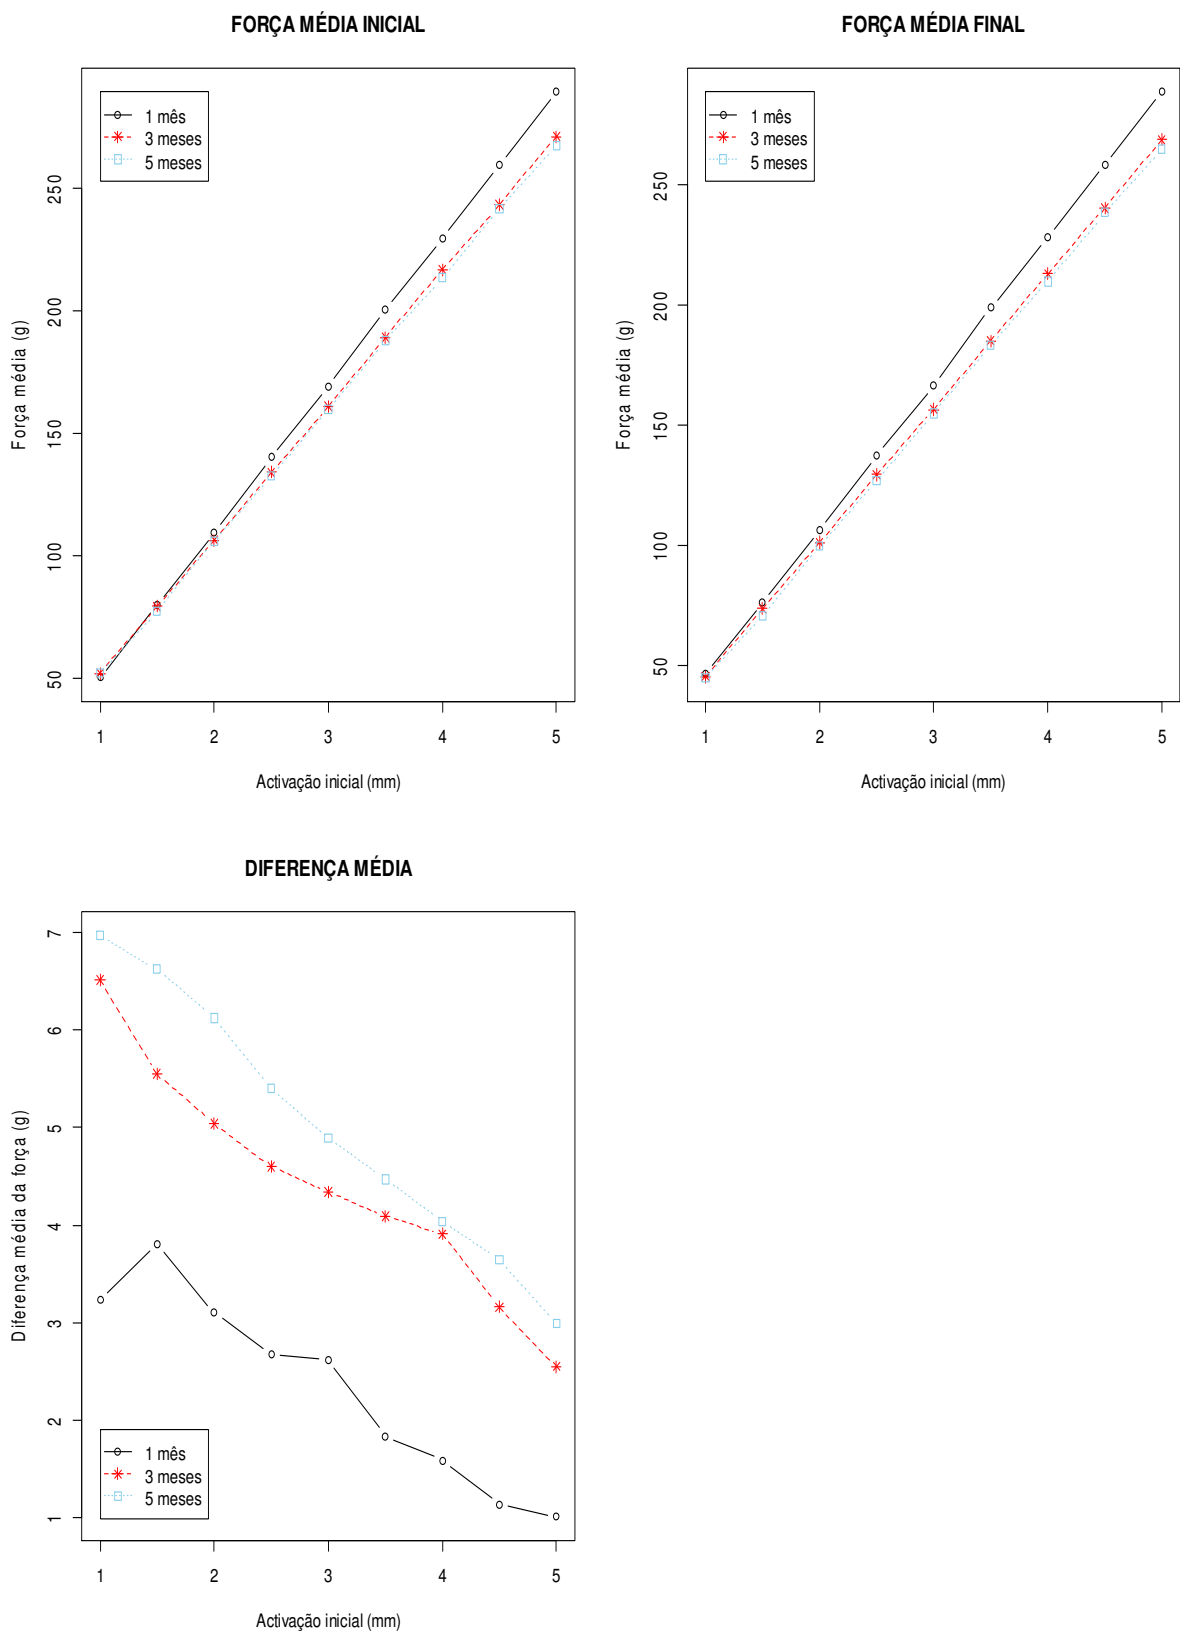 FORÇA MÉDIA INICIAL
1 mês
3 meses
5 meses
Força média (g)
250
200
150
100
50
1 2 3 4 5
Activação inicial (mm)
FORÇA MÉDIA FINAL
1 mês
3 meses
5 meses
Força média (g)
250
200
150
100
50
1 2 3 4 5
Activação inicial (mm)
DIFERENÇA MÉDIA
Diferença média da força (g)
7
6
5
4
3
2
1
1 mês
3 meses
5 meses
1 2 3 4 5
Activação inicial (mm)